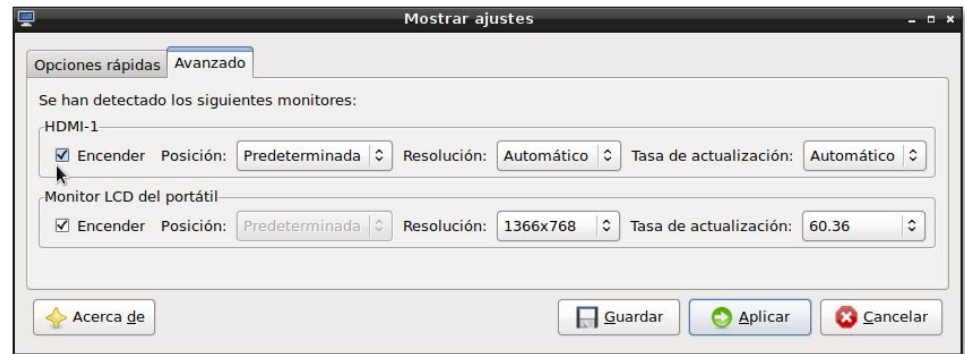 Mostrar ajustes
Opciones rápidas Avanzado
Se han detectado los siguientes monitores:
HDMI-1
Encender Posición: Predeterminada Resolución: Automático Tasa de actualización: Automático
Monitor LCD del portátil
Encender Posición: Predeterminada Resolución: 1366x768 Tasa de actualización: 60.36
Acerca de Guardar Aplicar Cancelar